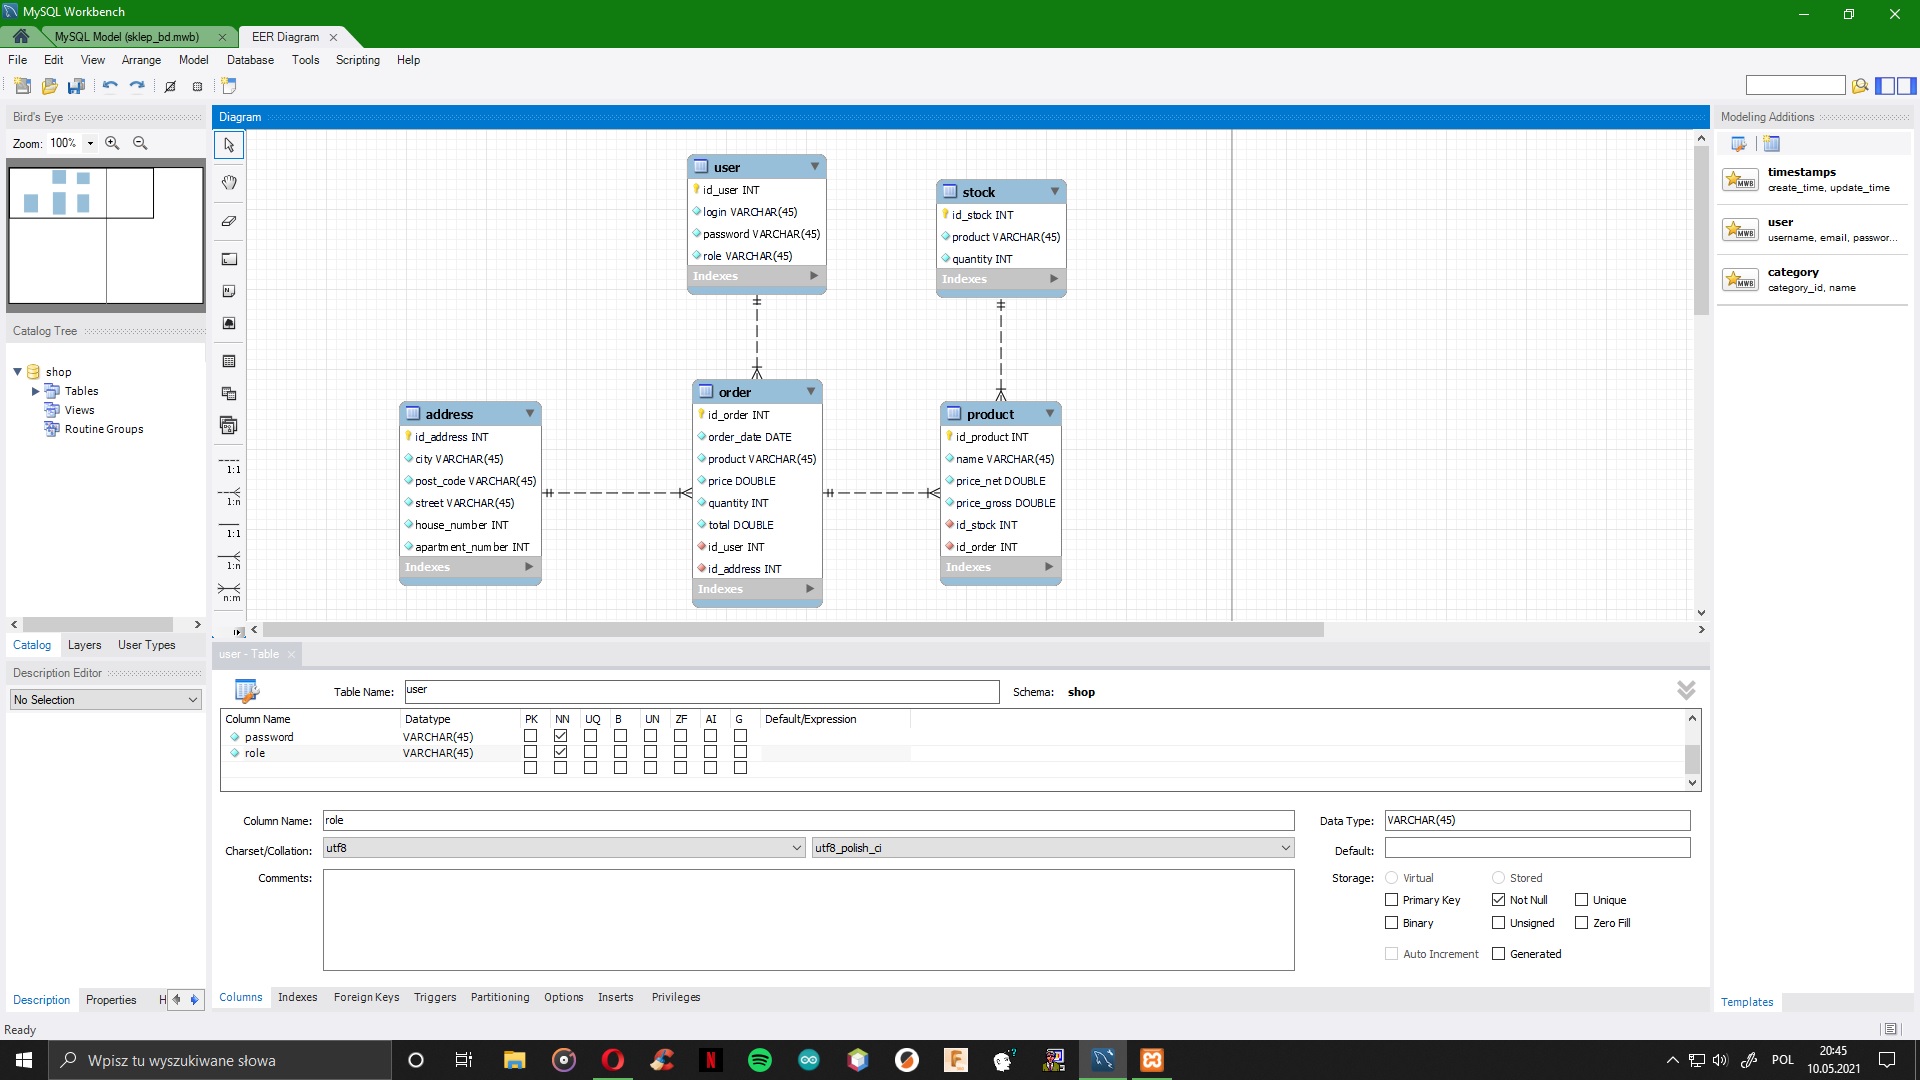 MySQL Workbench
MySQL Model (sklep_bd.mwb)
EER Diagram
File Edit View Arrange Model Database Tools Scripting Help
Bird's Eye
Zoom: 100%
Catalog Tree
shop
Tables
Views
Routine Groups
Catalog Layers User Types
Description Editor
No Selection
Description Properties H
Diagram
1:1
1:n
1:1
1:n
n:m
user
id_user INT
login VARCHAR(45)
password VARCHAR(45)
role VARCHAR(45)
Indexes
stock
id_stock INT
product VARCHAR(45)
quantity INT
Indexes
address
id_address INT
city VARCHAR(45)
post_code VARCHAR(45)
street VARCHAR(45)
house_number INT
apartment_number INT
Indexes
order
id_order INT
order_date DATE
product VARCHAR(45)
price DOUBLE
quantity INT
total DOUBLE
id_user INT
id_address INT
Indexes
product
id_product INT
name VARCHAR(45)
price_net DOUBLE
price_gross DOUBLE
id_stock INT
id_order INT
Indexes
Modeling Additions
timestamps
create_time, update_time
user
username, email, passwor...
category
category_id, name
Templates
user - Table
Table Name: user
Schema: shop
Column Name Datatype PK NN UQ B UN ZF AI G Default/Expression
password VARCHAR(45)
role VARCHAR(45)
Column Name: role
Data Type: VARCHAR(45)
Charset/Collation: utf8 utf8_polish_ci
Default:
Comments:
Storage: Virtual Stored
Primary Key Not Null Unique
Binary Unsigned Zero Fill
Auto Increment Generated
Columns Indexes Foreign Keys Triggers Partitioning Options Inserts Privileges
Ready
Wpisz tu wyszukiwane słowa
POL
20:45
10.05.2021